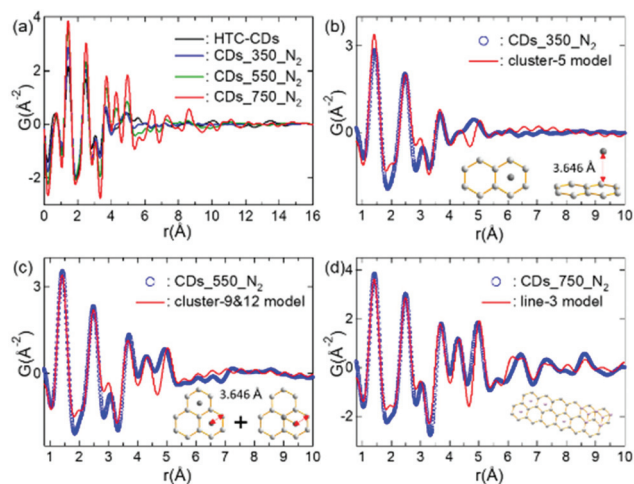 (a)
: HTC-CDs
: CDs_350_N₂
: CDs_550_N₂
: CDs_750_N₂
G(Å⁻²)
4
2
0
-2
0 2 4 6 8 10 12 14 16
r(Å)
(b)
: CDs_350_N₂
: cluster-5 model
3.646 Å
G(Å⁻²)
3
0
1 2 3 4 5 6 7 8 9 10
r(Å)
(c)
: CDs_550_N₂
: cluster-9&12 model
3.646 Å
+
G(Å⁻²)
3
0
1 2 3 4 5 6 7 8 9 10
r(Å)
(d)
: CDs_750_N₂
: line-3 model
G(Å⁻²)
4
2
0
-2
1 2 3 4 5 6 7 8 9 10
r(Å)